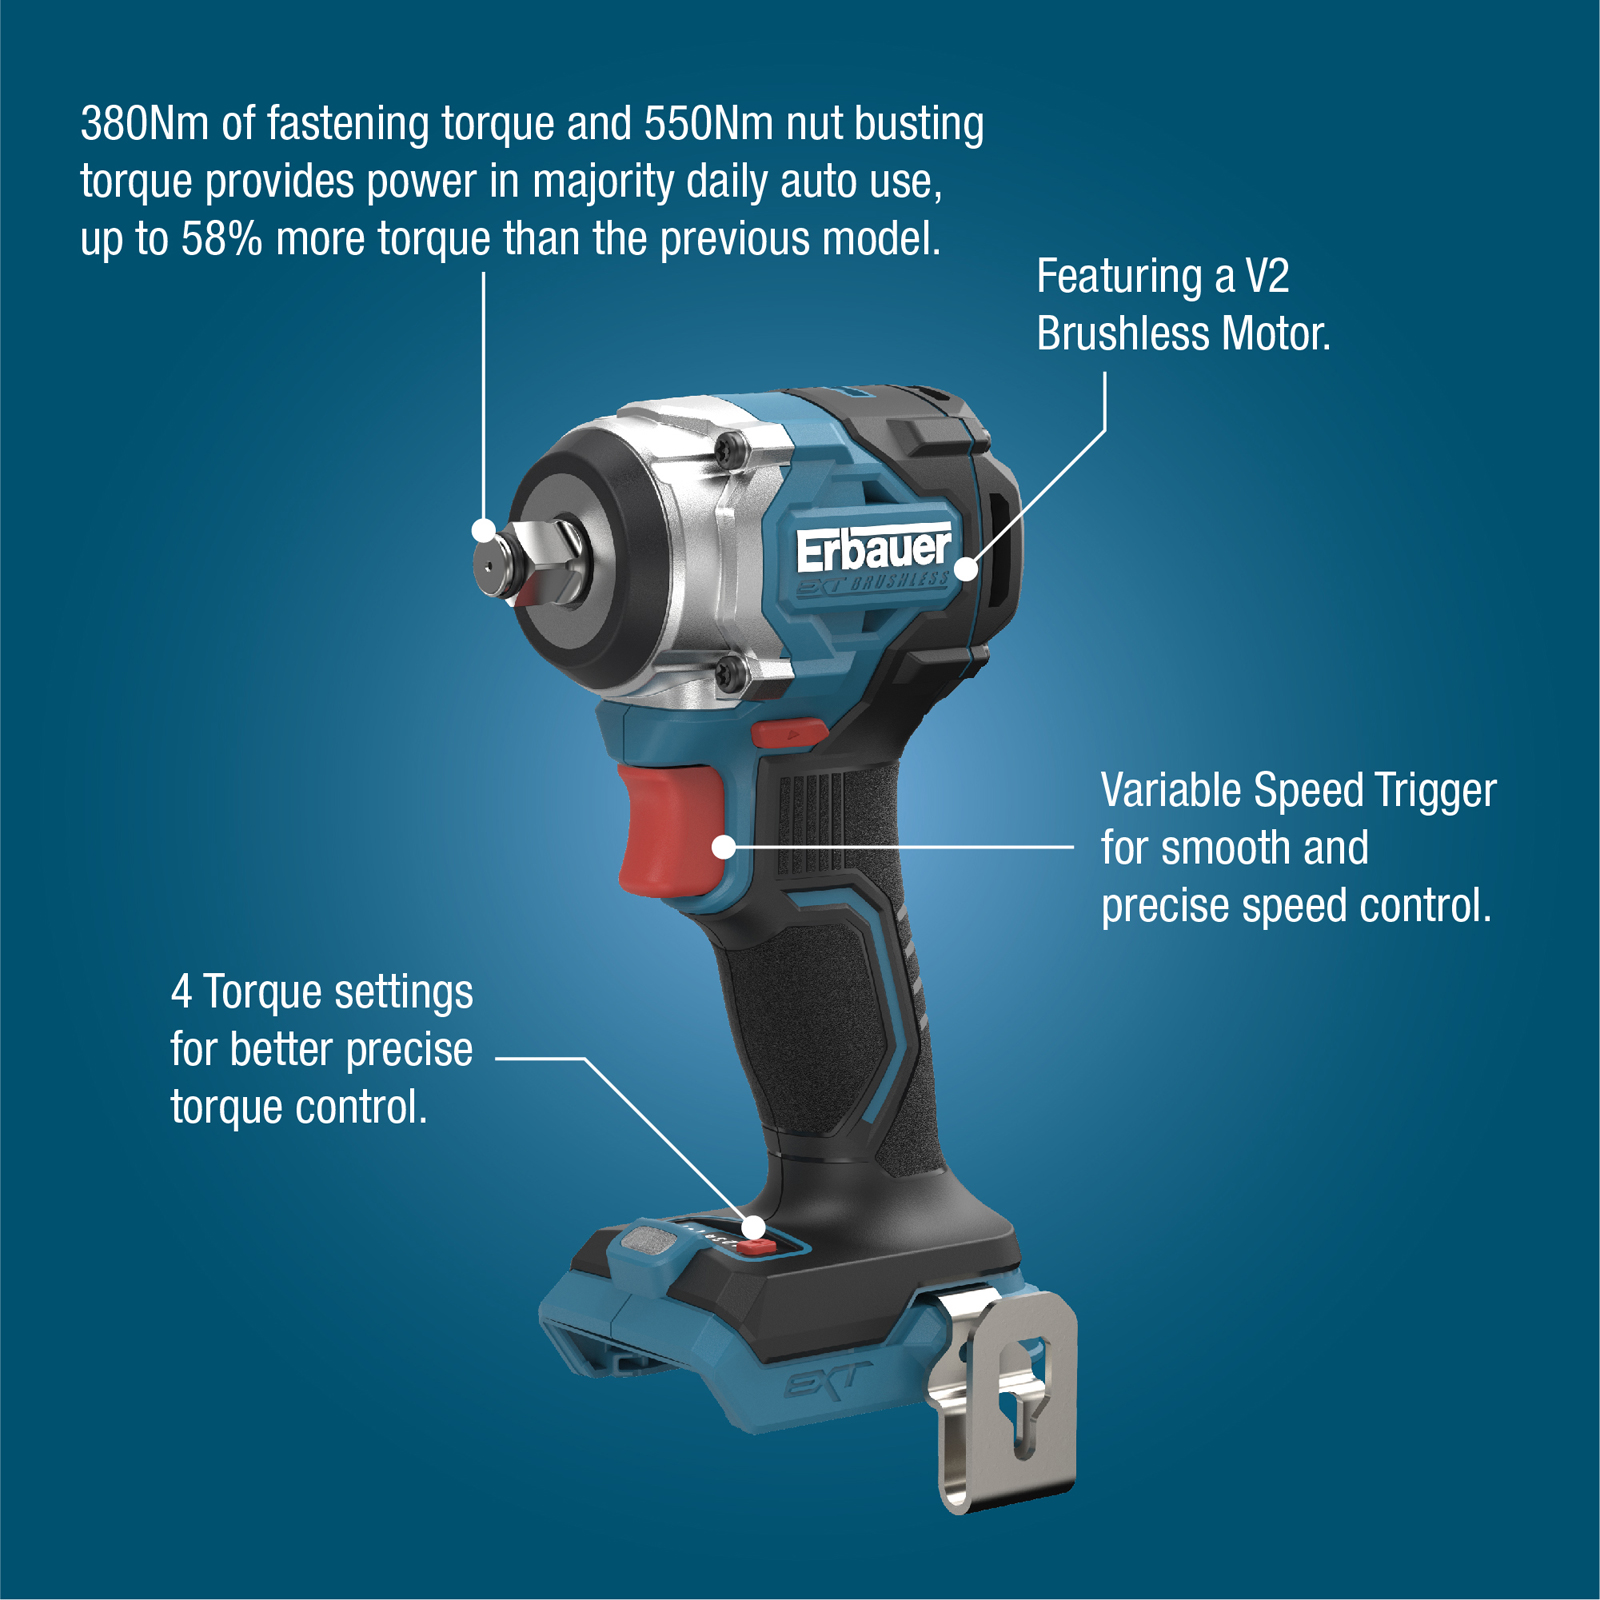 380Nm of fastening torque and 550Nm nut busting
torque provides power in majority daily auto use,
up to 58% more torque than the previous model.
Featuring a V2
Brushless Motor.
Erbauer
EXT BRUSHLESS
Variable Speed Trigger
for smooth and
precise speed control.
4 Torque settings
for better precise
torque control.
EXT